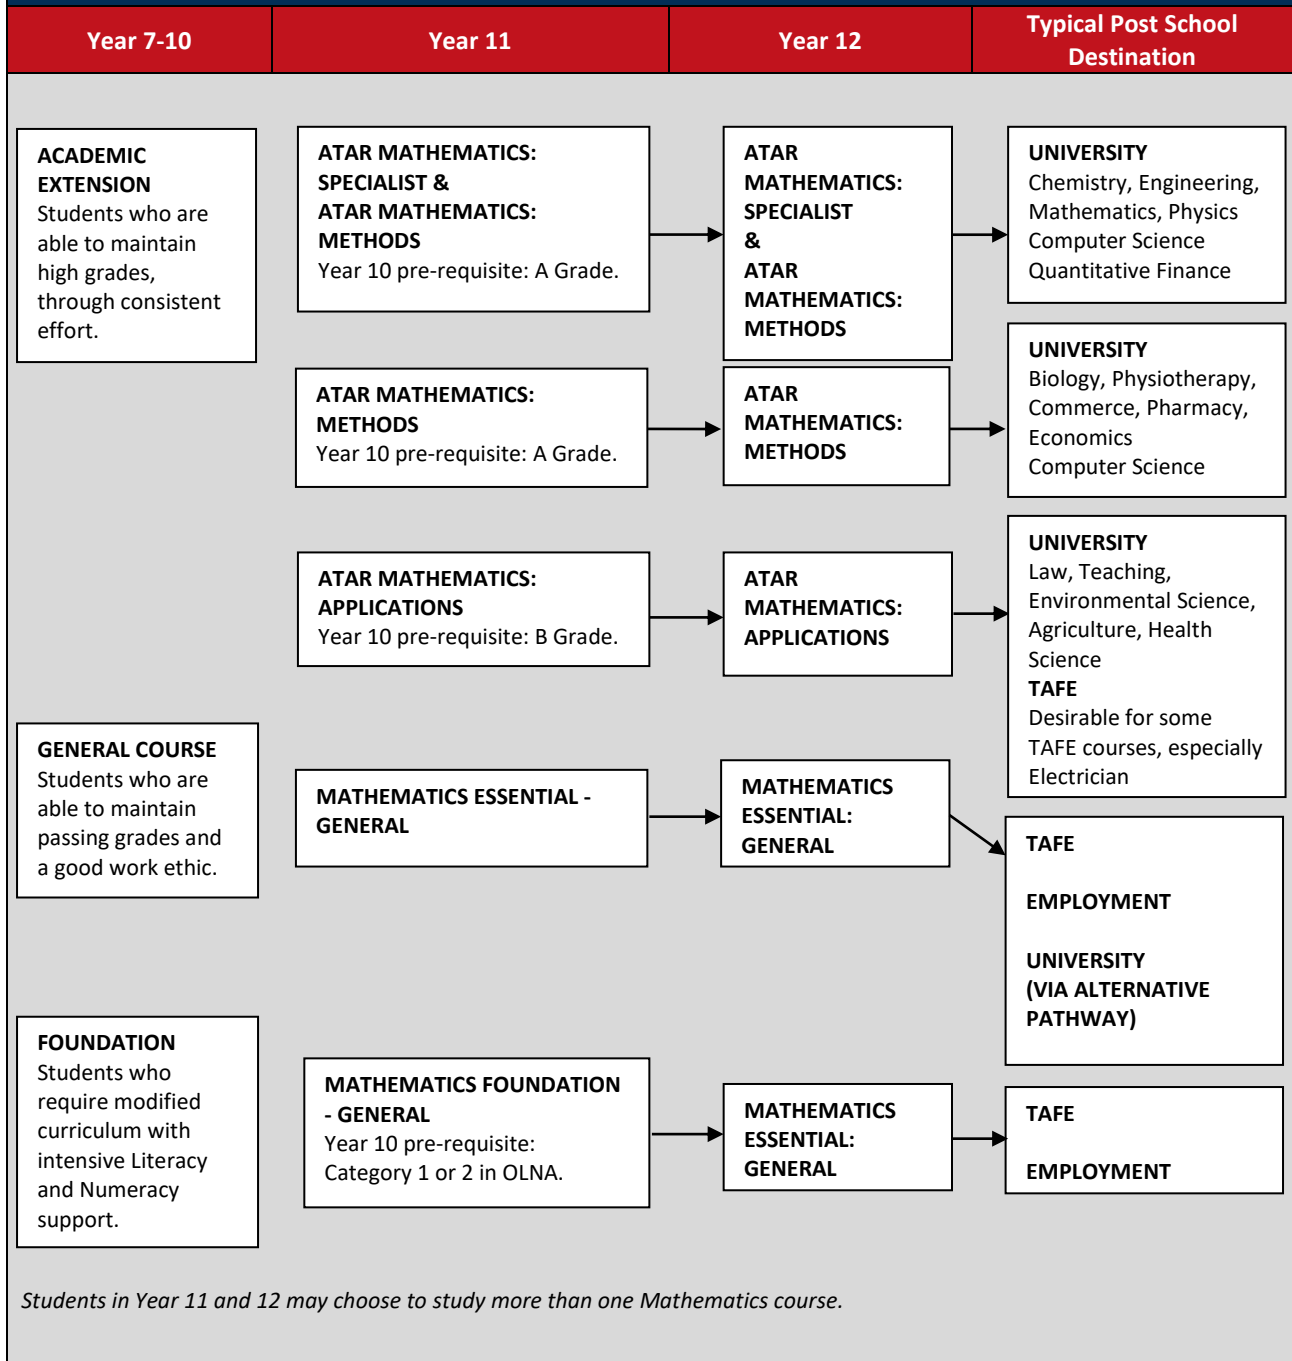 Year 7-10
Year 11
Year 12
Typical Post School
Destination
ACADEMIC
EXTENSION
Students who are
able to maintain
high grades,
through consistent
effort.
ATAR MATHEMATICS:
SPECIALIST &
ATAR MATHEMATICS:
METHODS
Year 10 pre-requisite: A Grade.
ATAR
MATHEMATICS:
SPECIALIST
&
ATAR
MATHEMATICS:
METHODS
UNIVERSITY
Chemistry, Engineering,
Mathematics, Physics
Computer Science
Quantitative Finance
ATAR MATHEMATICS:
METHODS
Year 10 pre-requisite: A Grade.
ATAR
MATHEMATICS:
METHODS
UNIVERSITY
Biology, Physiotherapy,
Commerce, Pharmacy,
Economics
Computer Science
ATAR MATHEMATICS:
APPLICATIONS
Year 10 pre-requisite: B Grade.
ATAR
MATHEMATICS:
APPLICATIONS
UNIVERSITY
Law, Teaching,
Environmental Science,
Agriculture, Health
Science
TAFE
Desirable for some
TAFE courses, especially
Electrician
GENERAL COURSE
Students who are
able to maintain
passing grades and
a good work ethic.
MATHEMATICS ESSENTIAL -
GENERAL
MATHEMATICS
ESSENTIAL:
GENERAL
TAFE
EMPLOYMENT
UNIVERSITY
(VIA ALTERNATIVE
PATHWAY)
FOUNDATION
Students who
require modified
curriculum with
intensive Literacy
and Numeracy
support.
MATHEMATICS FOUNDATION
- GENERAL
Year 10 pre-requisite:
Category 1 or 2 in OLNA.
MATHEMATICS
ESSENTIAL:
GENERAL
TAFE
EMPLOYMENT
Students in Year 11 and 12 may choose to study more than one Mathematics course.